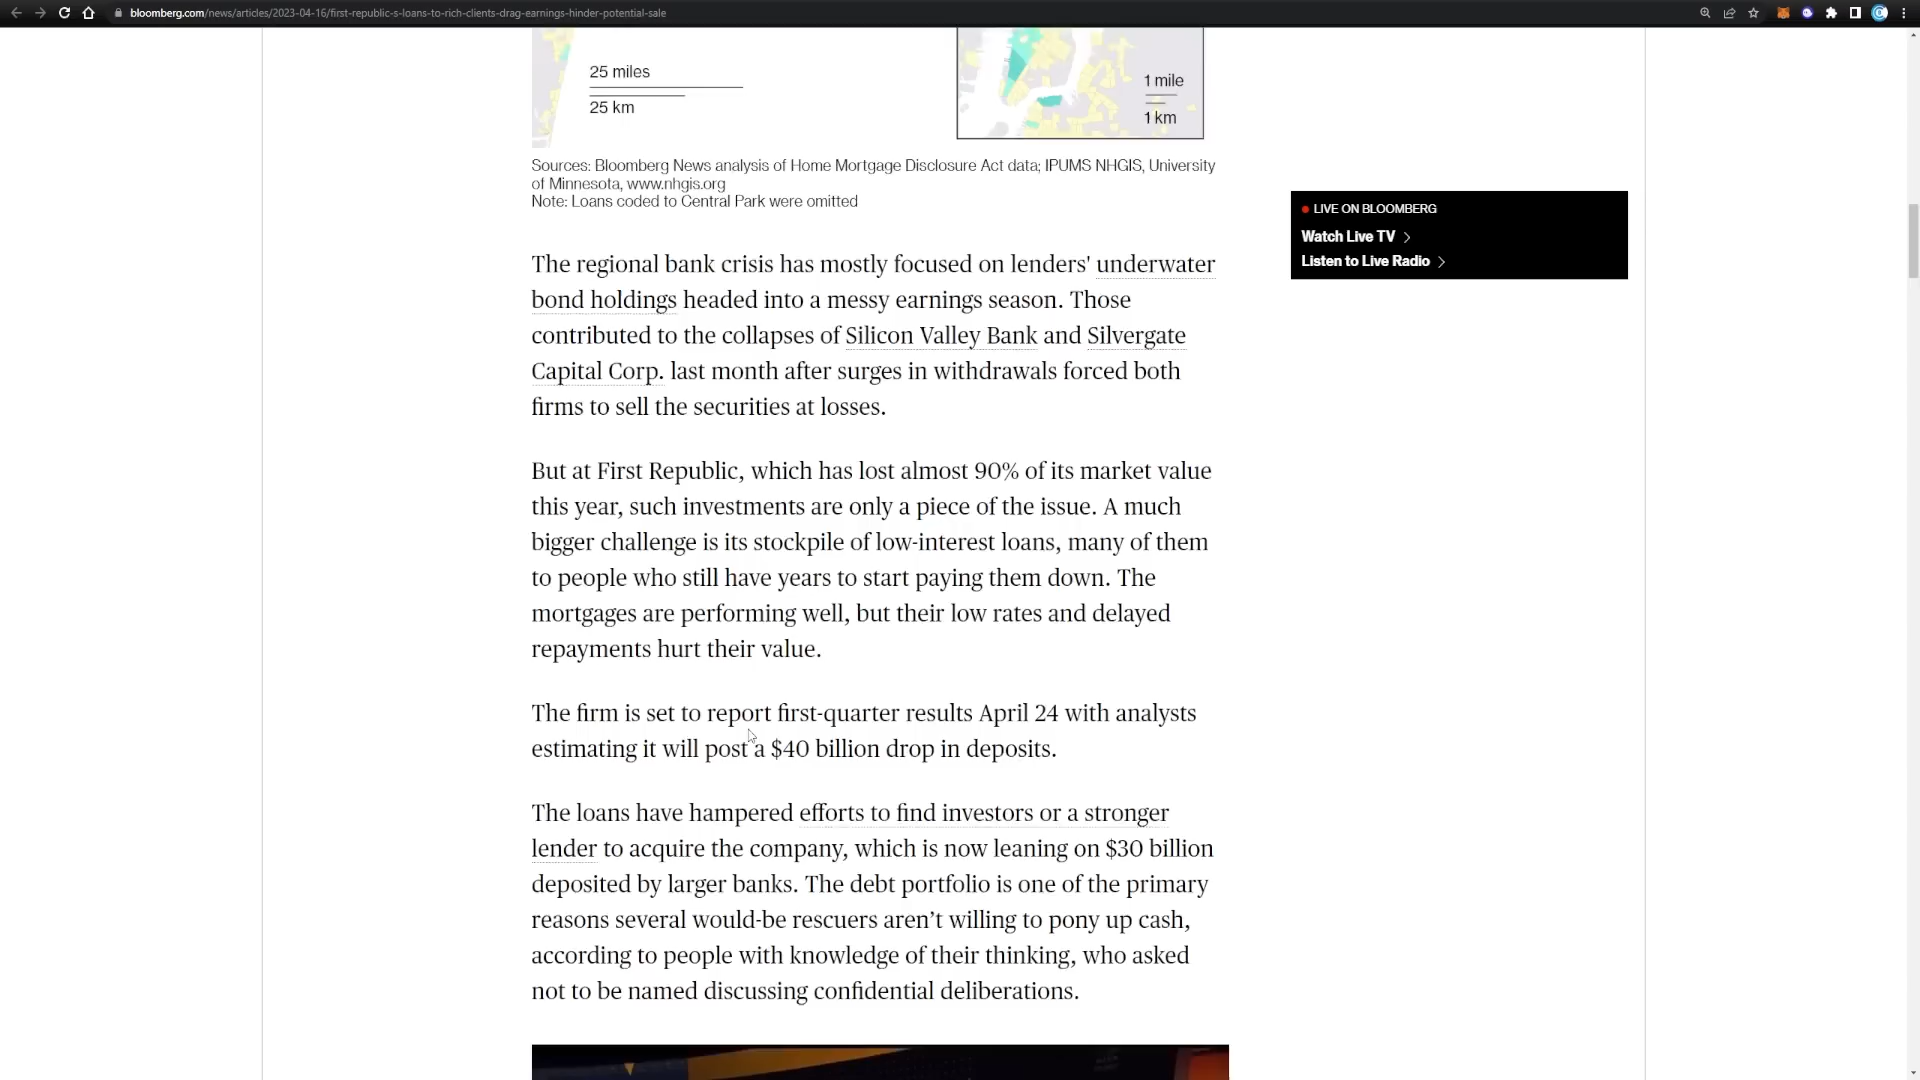 bloomberg.com/news/articles/2023-04-16/first-republic-s-loans-to-rich-clients-drag-earnings-hinder-potential-sale
25 miles
25 km
1 mile
1 km
Sources: Bloomberg News analysis of Home Mortgage Disclosure Act data; IPUMS NHGIS, University
of Minnesota, www.nhgis.org
Note: Loans coded to Central Park were omitted
LIVE ON BLOOMBERG
Watch Live TV
Listen to Live Radio
The regional bank crisis has mostly focused on lenders' underwater
bond holdings headed into a messy earnings season. Those
contributed to the collapses of Silicon Valley Bank and Silvergate
Capital Corp. last month after surges in withdrawals forced both
firms to sell the securities at losses.
But at First Republic, which has lost almost 90% of its market value
this year, such investments are only a piece of the issue. A much
bigger challenge is its stockpile of low-interest loans, many of them
to people who still have years to start paying them down. The
mortgages are performing well, but their low rates and delayed
repayments hurt their value.
The firm is set to report first-quarter results April 24 with analysts
estimating it will post a $40 billion drop in deposits.
The loans have hampered efforts to find investors or a stronger
lender to acquire the company, which is now leaning on $30 billion
deposited by larger banks. The debt portfolio is one of the primary
reasons several would-be rescuers aren’t willing to pony up cash,
according to people with knowledge of their thinking, who asked
not to be named discussing confidential deliberations.